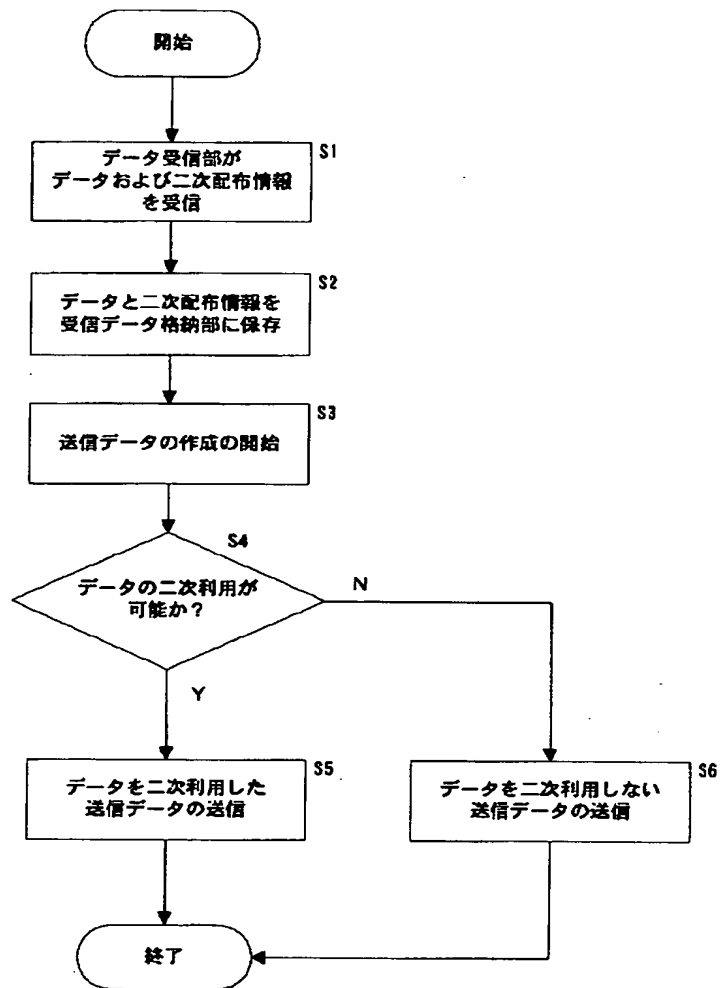 開始
S1
データ受信部が
データおよび二次配布情報
を受信
S2
データと二次配布情報を
受信データ格納部に保存
S3
送信データの作成の開始
S4
データの二次利用が
可能か？
N
Y
S5
データを二次利用した
送信データの送信
S6
データを二次利用しない
送信データの送信
終了